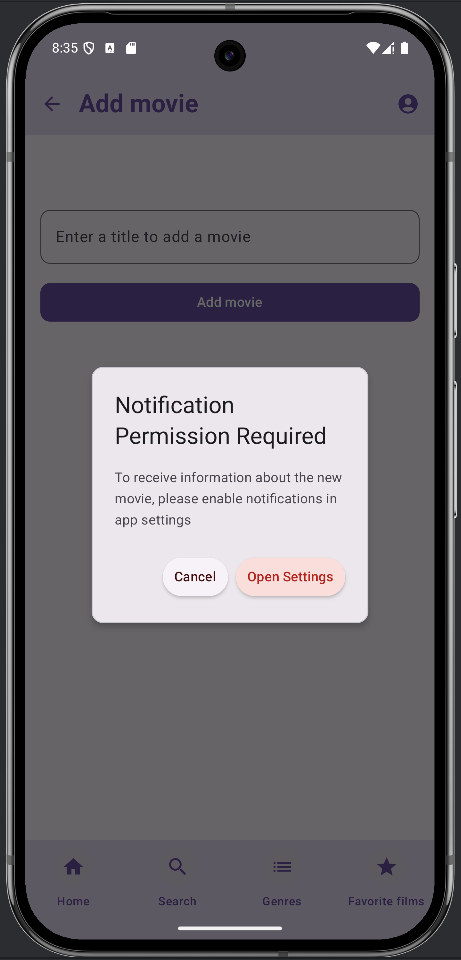 8:35
Add movie
Enter a title to add a movie
Add movie
Notification
Permission Required
To receive information about the new
movie, please enable notifications in
app settings
Cancel Open Settings
Home Search Genres Favorite films